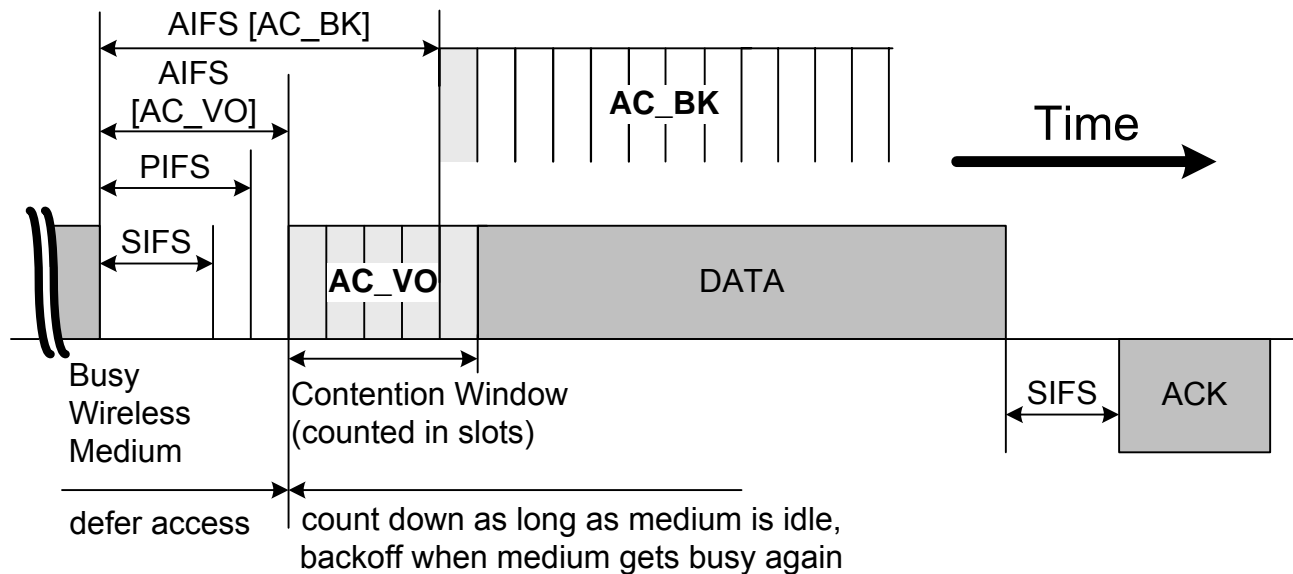 AIFS [AC_BK]
AIFS
[AC_VO]
AC_BK
Time
PIFS
SIFS
AC_VO
DATA
Busy
Wireless
Medium
Contention Window
(counted in slots)
SIFS
ACK
defer access
count down as long as medium is idle,
backoff when medium gets busy again